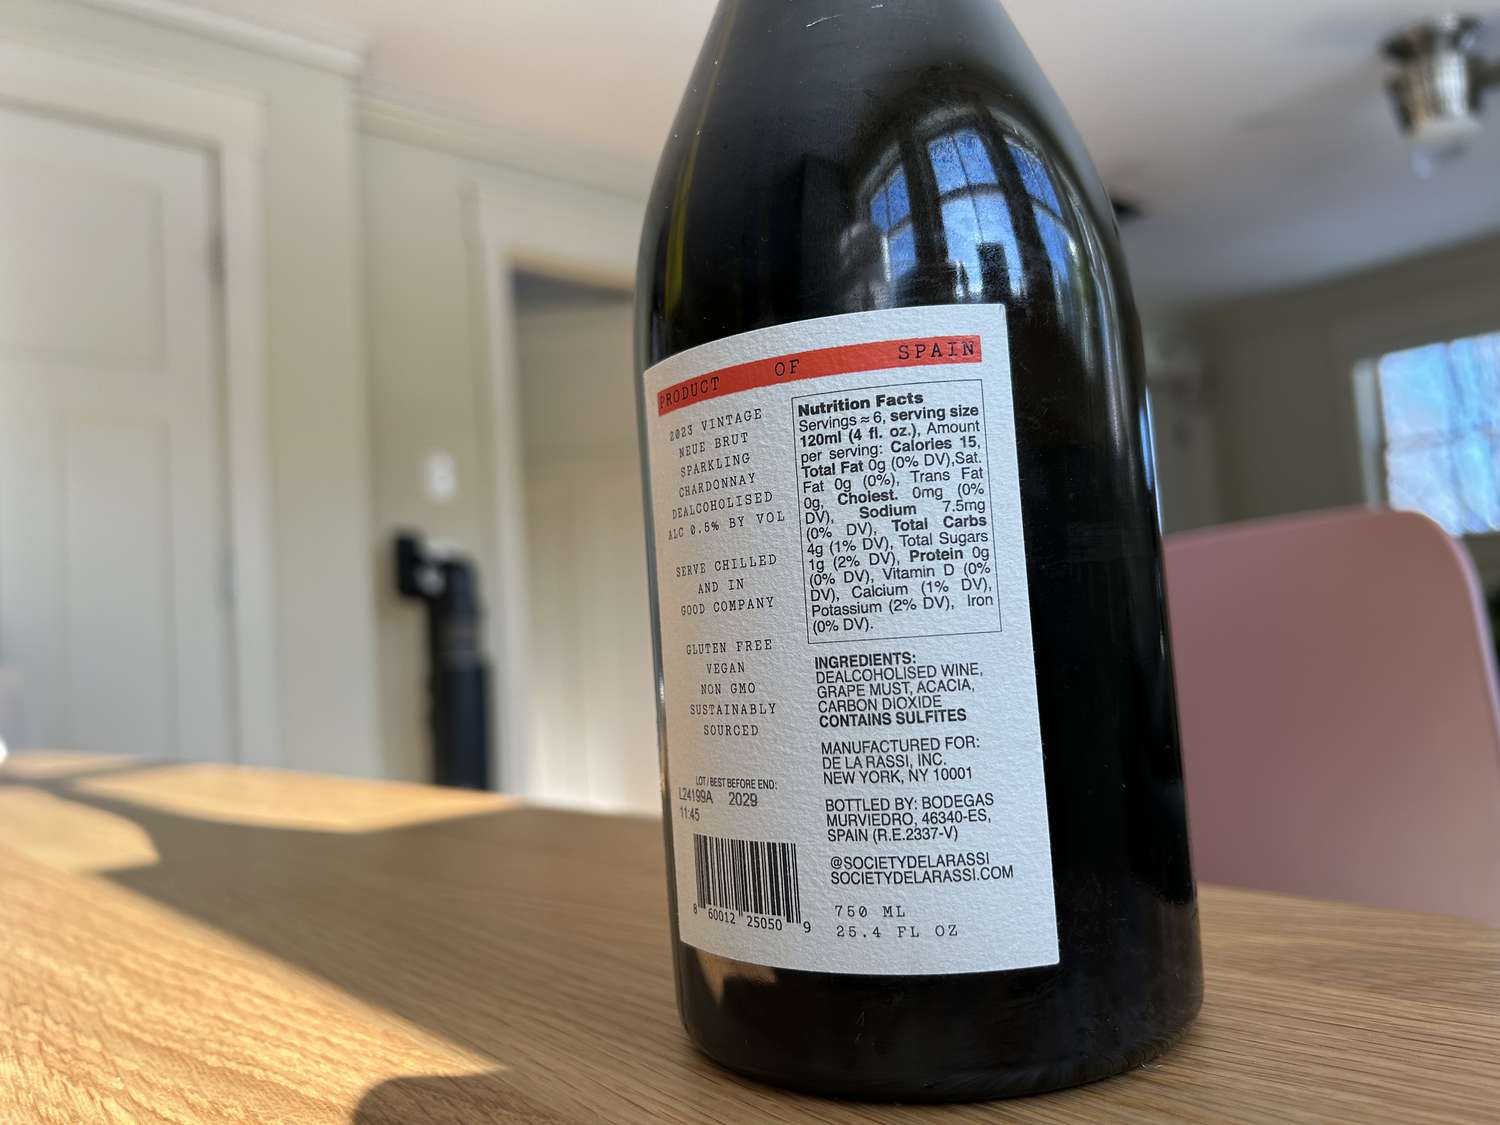 PRODUCT OF SPAIN
2023 VINTAGE
NEUE BRUT
SPARKLING
CHARDONNAY
DEALCOHOLISED
ALC 0.5% BY VOL
SERVE CHILLED
AND IN
GOOD COMPANY
GLUTEN FREE
VEGAN
NON GMO
SUSTAINABLY
SOURCED
LOT / BEST BEFORE END:
L24199A 2029
11:45
8 60012 25050 9
Nutrition Facts
Servings ≈ 6, serving size
120ml (4 fl. oz.), Amount
per serving: Calories 15,
Total Fat 0g (0% DV),Sat.
Fat 0g (0%), Trans Fat
0g, Cholest. 0mg (0%
DV), Sodium 7.5mg
(0% DV), Total Carbs
4g (1% DV), Total Sugars
1g (2% DV), Protein 0g
(0% DV), Vitamin D (0%
DV), Calcium (1% DV),
Potassium (2% DV), Iron
(0% DV).
INGREDIENTS:
DEALCOHOLISED WINE,
GRAPE MUST, ACACIA,
CARBON DIOXIDE
CONTAINS SULFITES
MANUFACTURED FOR:
DE LA RASSI, INC.
NEW YORK, NY 10001
BOTTLED BY: BODEGAS
MURVIEDRO, 46340-ES,
SPAIN (R.E.2337-V)
@SOCIETYDELARASSI
SOCIETYDELARASSI.COM
750 ML
25.4 FL OZ